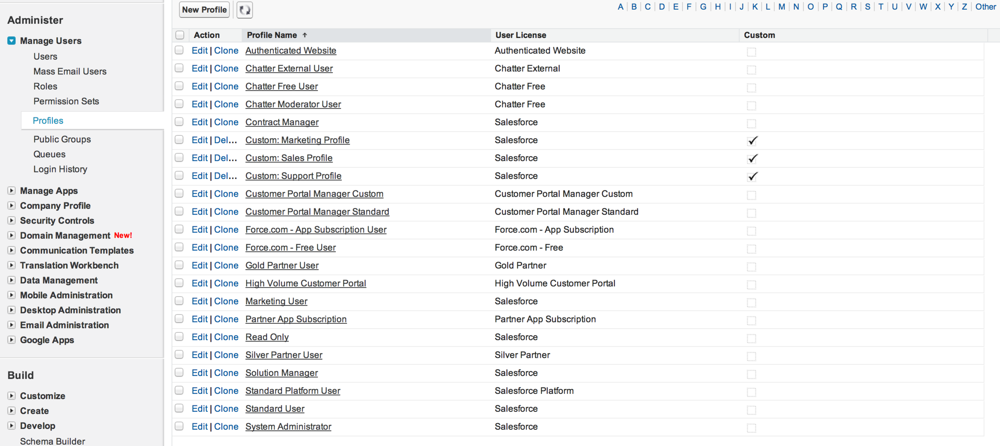 Administer
Manage Users
Users
Mass Email Users
Roles
Permission Sets
Profiles
Public Groups
Queues
Login History
Manage Apps
Company Profile
Security Controls
Domain Management New!
Communication Templates
Translation Workbench
Data Management
Mobile Administration
Desktop Administration
Email Administration
Google Apps
Build
Customize
Create
Develop
Schema Builder
New Profile
A | B | C | D | E | F | G | H | I | J | K | L | M | N | O | P | Q | R | S | T | U | V | W | X | Y | Z | Other
Action Profile Name ↑ User License Custom
Edit | Clone Authenticated Website Authenticated Website
Edit | Clone Chatter External User Chatter External
Edit | Clone Chatter Free User Chatter Free
Edit | Clone Chatter Moderator User Chatter Free
Edit | Clone Contract Manager Salesforce
Edit | Del... Custom: Marketing Profile Salesforce
Edit | Del... Custom: Sales Profile Salesforce
Edit | Del... Custom: Support Profile Salesforce
Edit | Clone Customer Portal Manager Custom Customer Portal Manager Custom
Edit | Clone Customer Portal Manager Standard Customer Portal Manager Standard
Edit | Clone Force.com - App Subscription User Force.com - App Subscription
Edit | Clone Force.com - Free User Force.com - Free
Edit | Clone Gold Partner User Gold Partner
Edit | Clone High Volume Customer Portal High Volume Customer Portal
Edit | Clone Marketing User Salesforce
Edit | Clone Partner App Subscription Partner App Subscription
Edit | Clone Read Only Salesforce
Edit | Clone Silver Partner User Silver Partner
Edit | Clone Solution Manager Salesforce
Edit | Clone Standard Platform User Salesforce Platform
Edit | Clone Standard User Salesforce
Edit | Clone System Administrator Salesforce